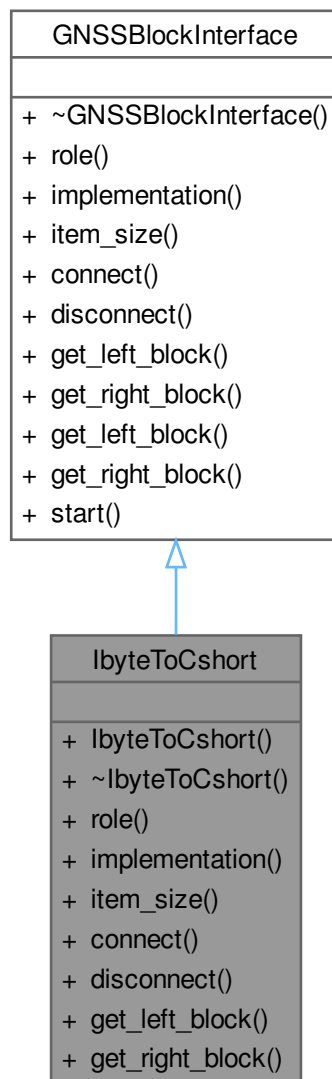 GNSSBlockInterface
+ ~GNSSBlockInterface()
+ role()
+ implementation()
+ item_size()
+ connect()
+ disconnect()
+ get_left_block()
+ get_right_block()
+ get_left_block()
+ get_right_block()
+ start()
IbyteToCshort
+ IbyteToCshort()
+ ~IbyteToCshort()
+ role()
+ implementation()
+ item_size()
+ connect()
+ disconnect()
+ get_left_block()
+ get_right_block()